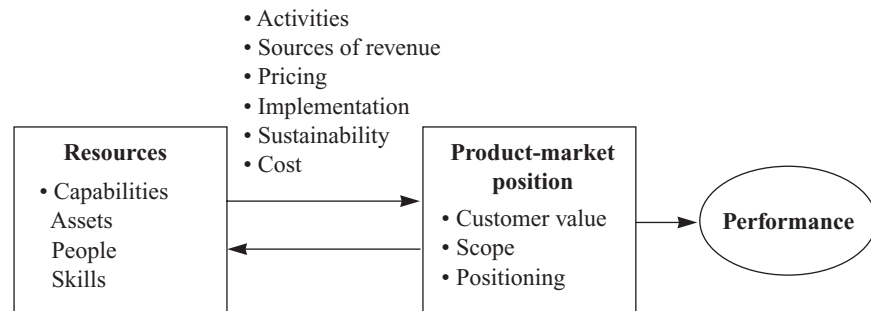 • Activities
• Sources of revenue
• Pricing
• Implementation
• Sustainability
• Cost
Resources
• Capabilities
Assets
People
Skills
Product-market
position
• Customer value
• Scope
• Positioning
Performance